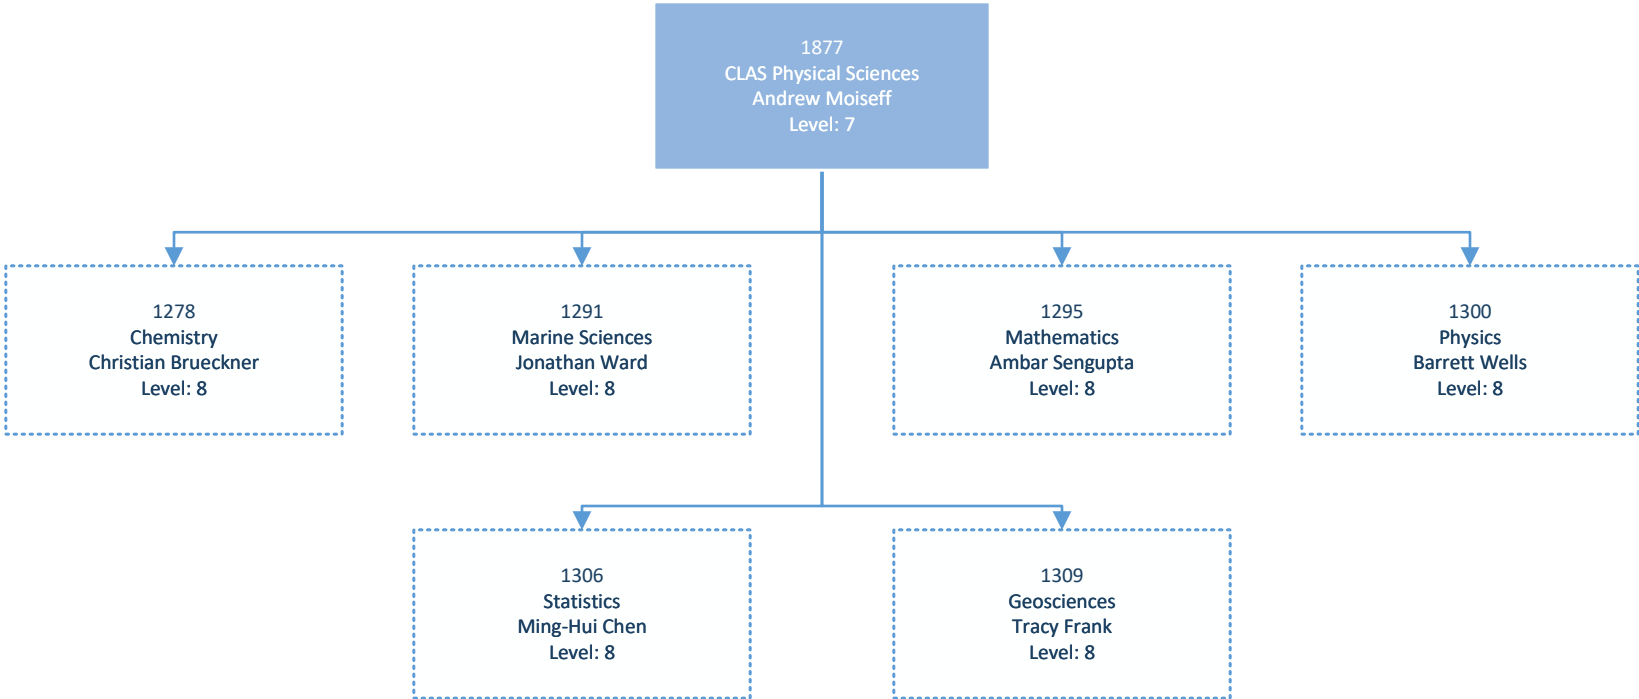 1877
CLAS Physical Sciences
Andrew Moiseff
Level: 7
1278
Chemistry
Christian Brueckner
Level: 8
1291
Marine Sciences
Jonathan Ward
Level: 8
1295
Mathematics
Ambar Sengupta
Level: 8
1300
Physics
Barrett Wells
Level: 8
1306
Statistics
Ming-Hui Chen
Level: 8
1309
Geosciences
Tracy Frank
Level: 8